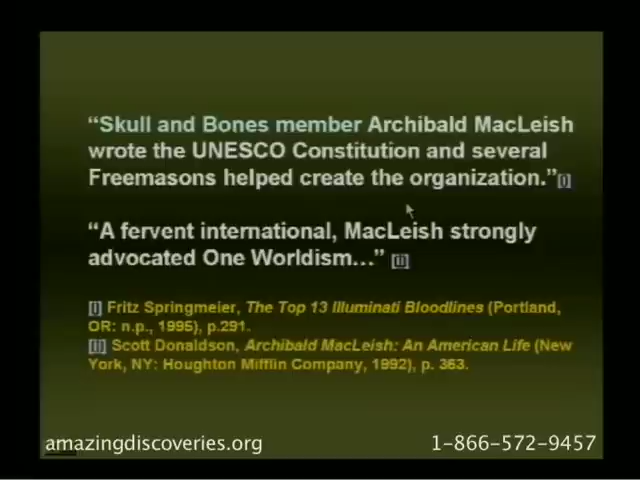 “Skull and Bones member Archibald MacLeish
wrote the UNESCO Constitution and several
Freemasons helped create the organization.”[i]
“A fervent international, MacLeish strongly
advocated One Worldism…” [ii]
[i] Fritz Springmeier, The Top 13 Illuminati Bloodlines (Portland,
OR: n.p., 1995), p.291.
[ii] Scott Donaldson, Archibald MacLeish: An American Life (New
York, NY: Houghton Mifflin Company, 1992), p. 363.
amazingdiscoveries.org
1-866-572-9457